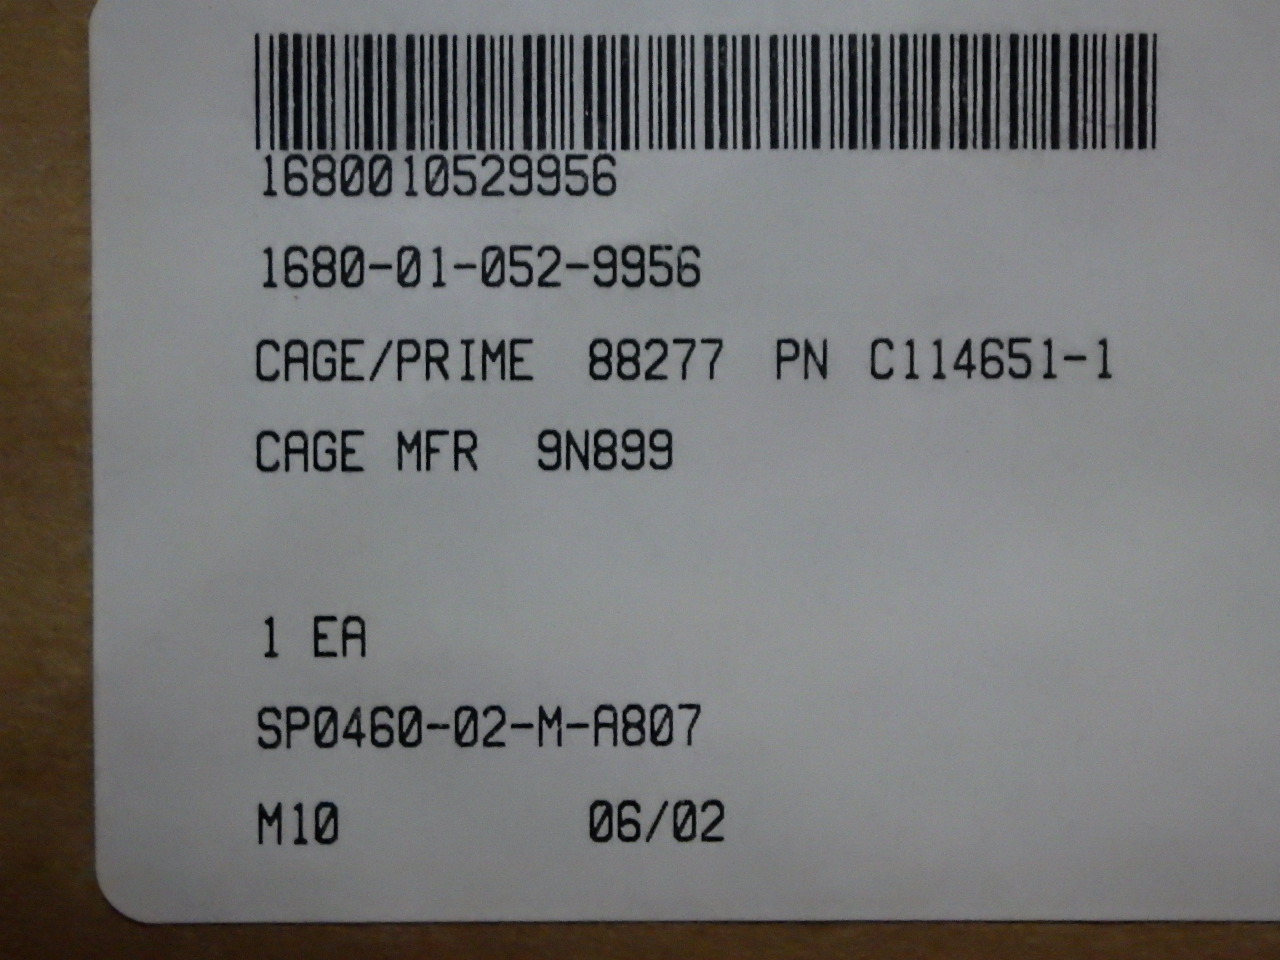 1680010529956
1680-01-052-9956
CAGE/PRIME 88277 PN C114651-1
CAGE MFR 9N899
1 EA
SP0460-02-M-A807
M10 06/02